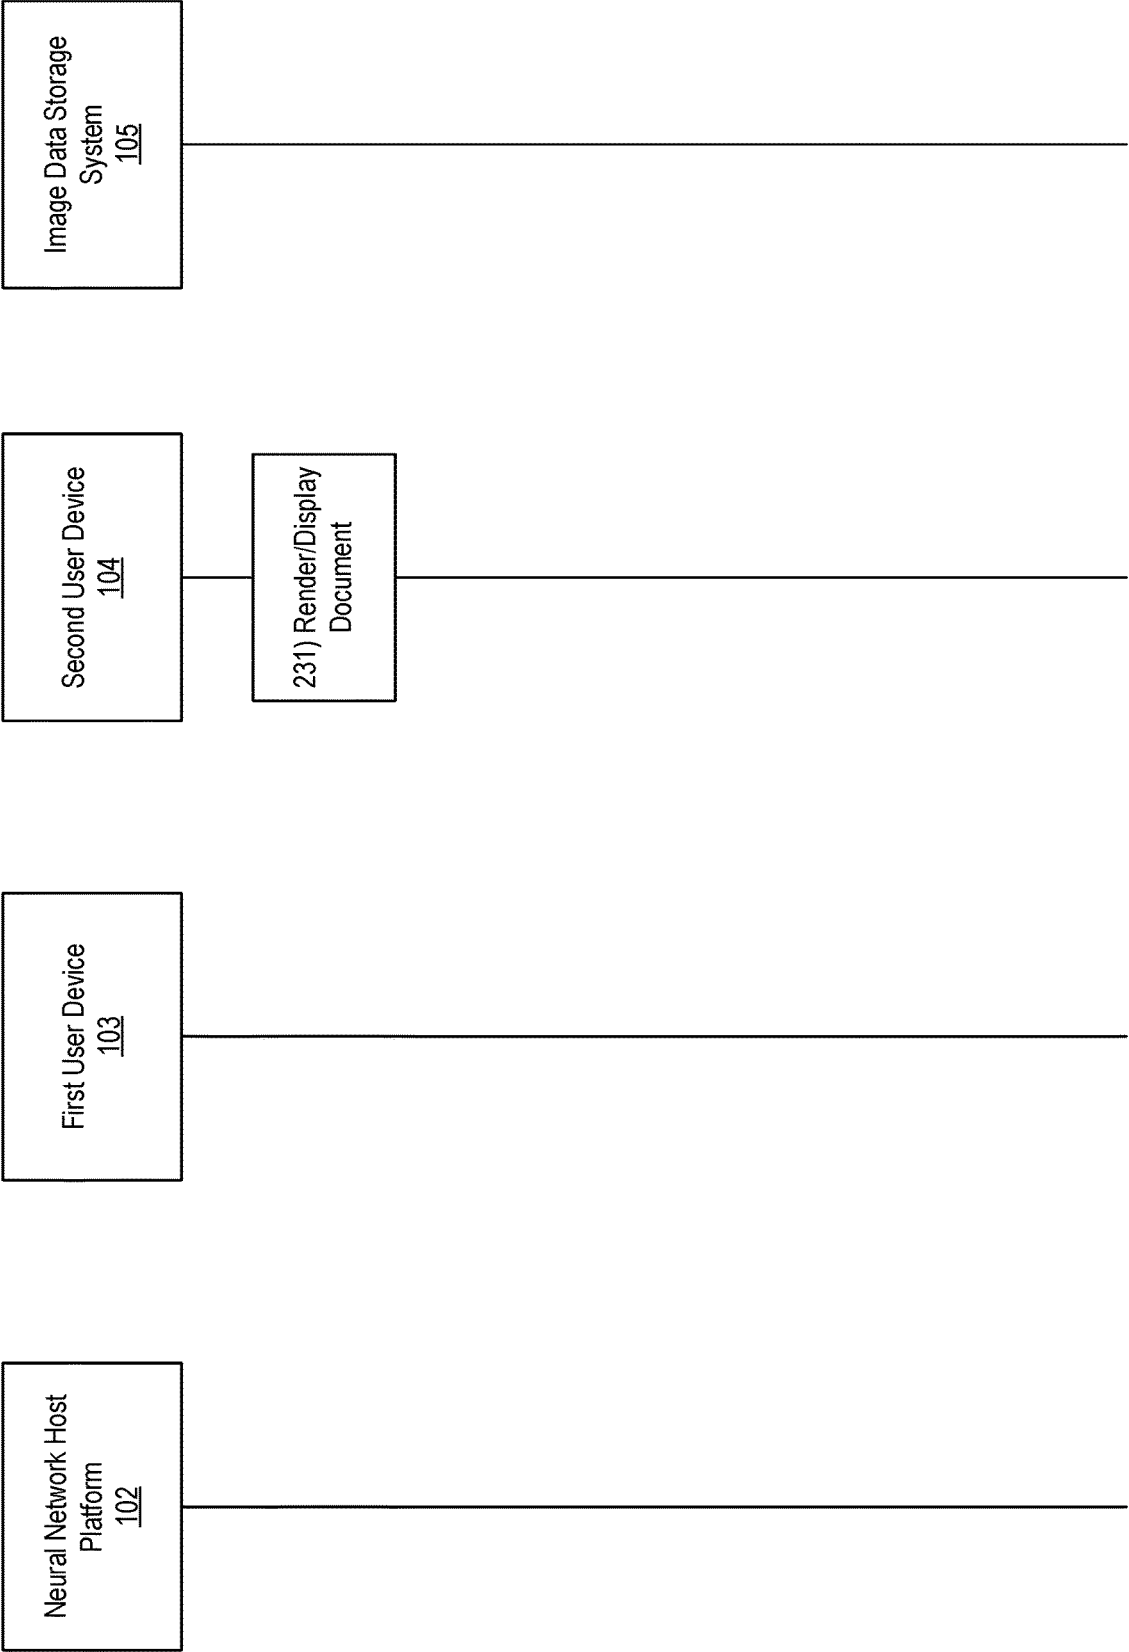 Neural Network Host
Platform
102
First User Device
103
Second User Device
104
Image Data Storage
System
105
231) Render/Display
Document